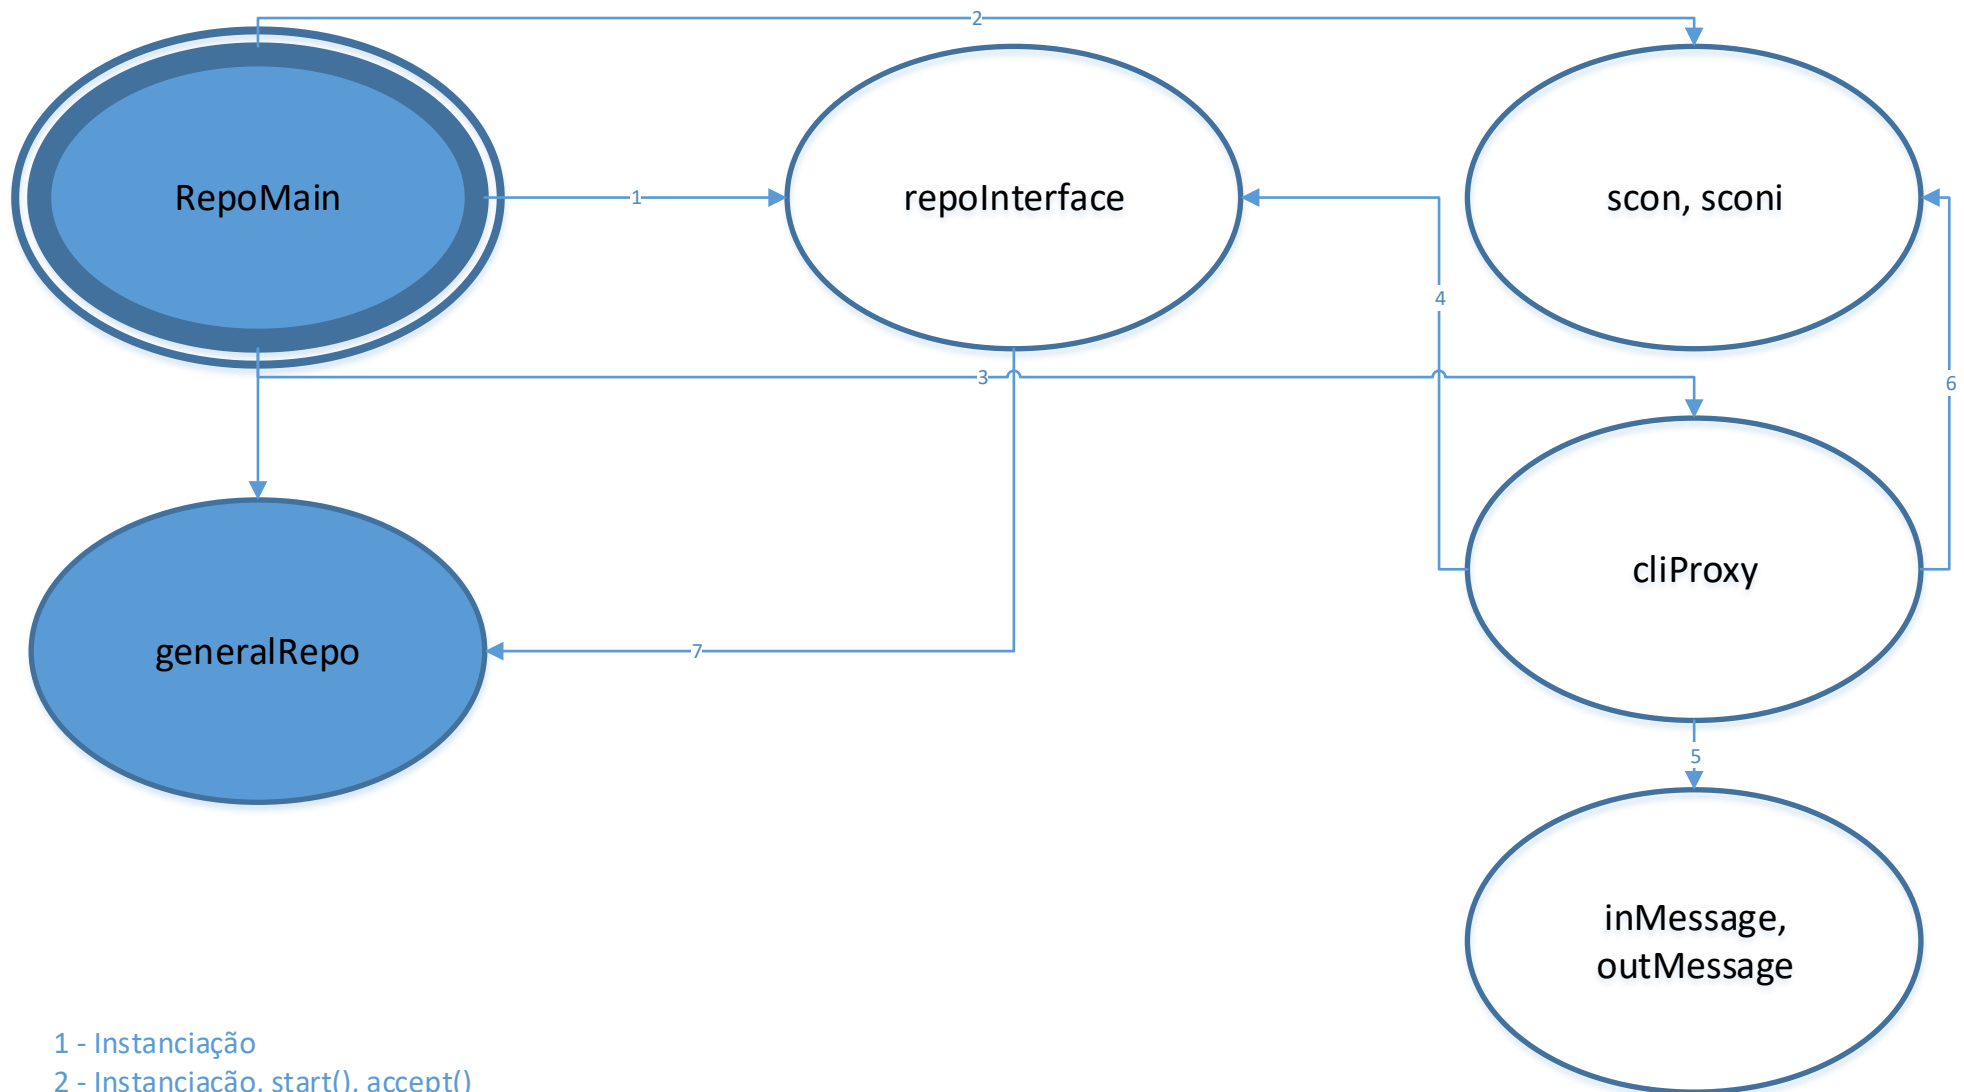 2
RepoMain
1
repoInterface
scon, sconi
4
3
6
cliProxy
generalRepo
7
5
inMessage,
outMessage
1 - Instanciação
2 - Instanciação, start(), accept()